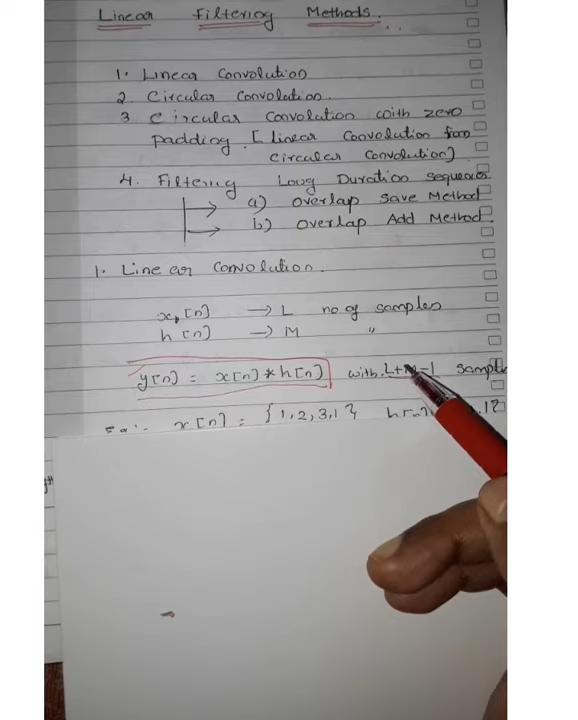 Linear Filtering Methods.
1. Linear Convolution
2. Circular Convolution.
3 Circular Convolution with zero
padding. [Linear Convolution from
Circular Convolution]
4. Filtering Long Duration sequences
a) overlap save Method
b) overlap Add Method.
1. Linear Convolution.
x[n] → L no of samples
h[n] → M "
y[n] = x[n] * h[n] with L+M-1 sample
x[n] = {1,2,3,1}